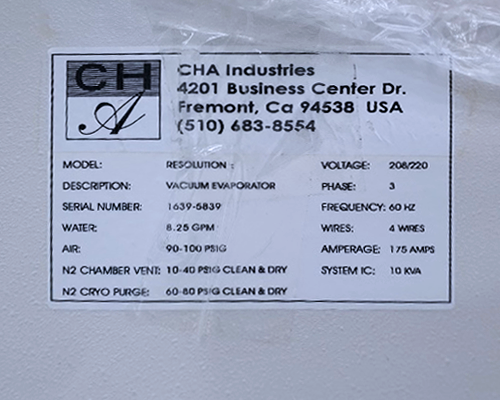 CHA
CHA Industries
4201 Business Center Dr.
Fremont, Ca 94538 USA
(510) 683-8554
MODEL: RESOLUTION : VOLTAGE: 208/220
DESCRIPTION: VACUUM EVAPORATOR PHASE: 3
SERIAL NUMBER: 1639-5839 FREQUENCY: 60 HZ
WATER: 8.25 GPM WIRES: 4 WIRES
AIR: 90-100 PSIG AMPERAGE: 175 AMPS
N2 CHAMBER VENT: 10-40 PSIG CLEAN & DRY SYSTEM IC: 10 KVA
N2 CRYO PURGE: 60-80 PSIG CLEAN & DRY